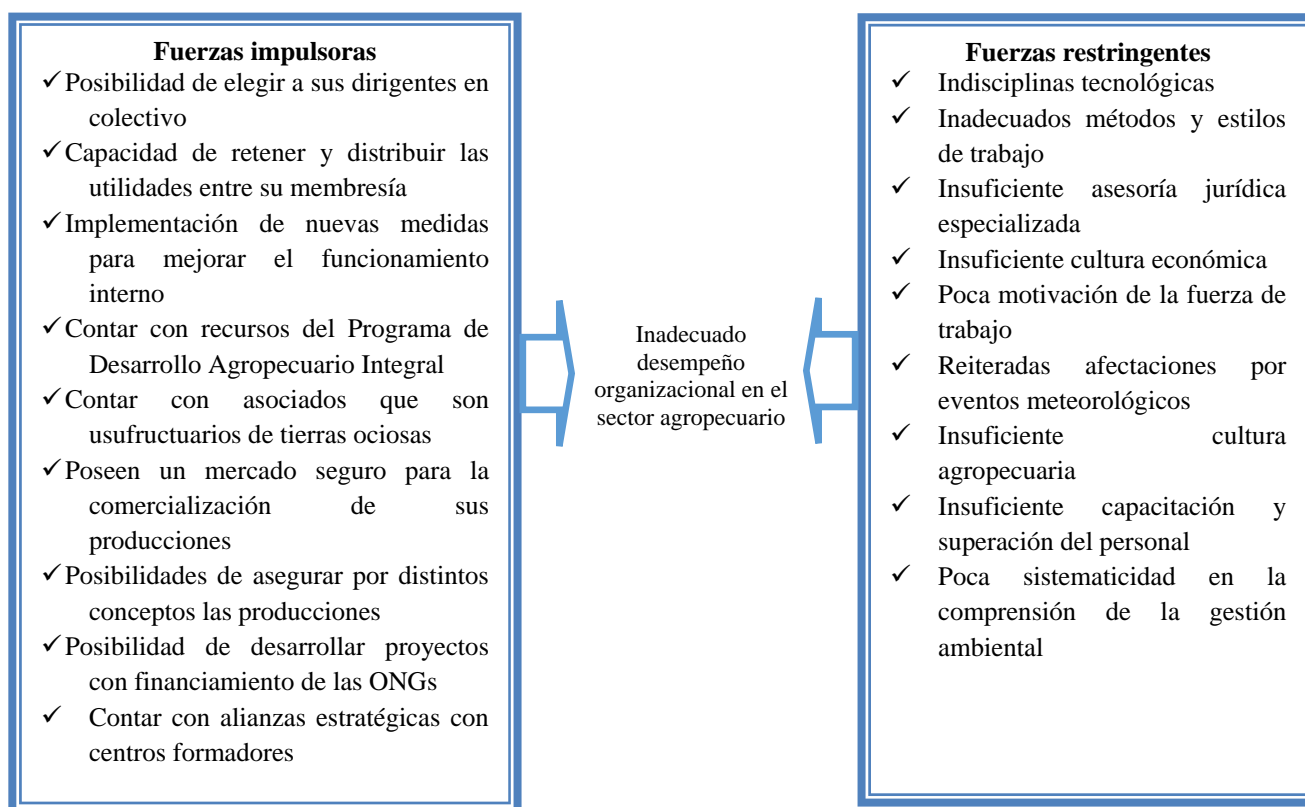 Fuerzas impulsoras
✓Posibilidad de elegir a sus dirigentes en
colectivo
✓Capacidad de retener y distribuir las
utilidades entre su membresía
✓Implementación de nuevas medidas
para mejorar el funcionamiento
interno
✓Contar con recursos del Programa de
Desarrollo Agropecuario Integral
✓Contar con asociados que son
usufructuarios de tierras ociosas
✓Poseen un mercado seguro para la
comercialización de sus
producciones
✓Posibilidades de asegurar por distintos
conceptos las producciones
✓Posibilidad de desarrollar proyectos
con financiamiento de las ONGs
✓ Contar con alianzas estratégicas con
centros formadores
Inadecuado
desempeño
organizacional en el
sector agropecuario
Fuerzas restringentes
✓ Indisciplinas tecnológicas
✓ Inadecuados métodos y estilos
de trabajo
✓ Insuficiente asesoría jurídica
especializada
✓ Insuficiente cultura económica
✓ Poca motivación de la fuerza de
trabajo
✓ Reiteradas afectaciones por
eventos meteorológicos
✓ Insuficiente cultura
agropecuaria
✓ Insuficiente capacitación y
superación del personal
✓ Poca sistematicidad en la
comprensión de la gestión
ambiental